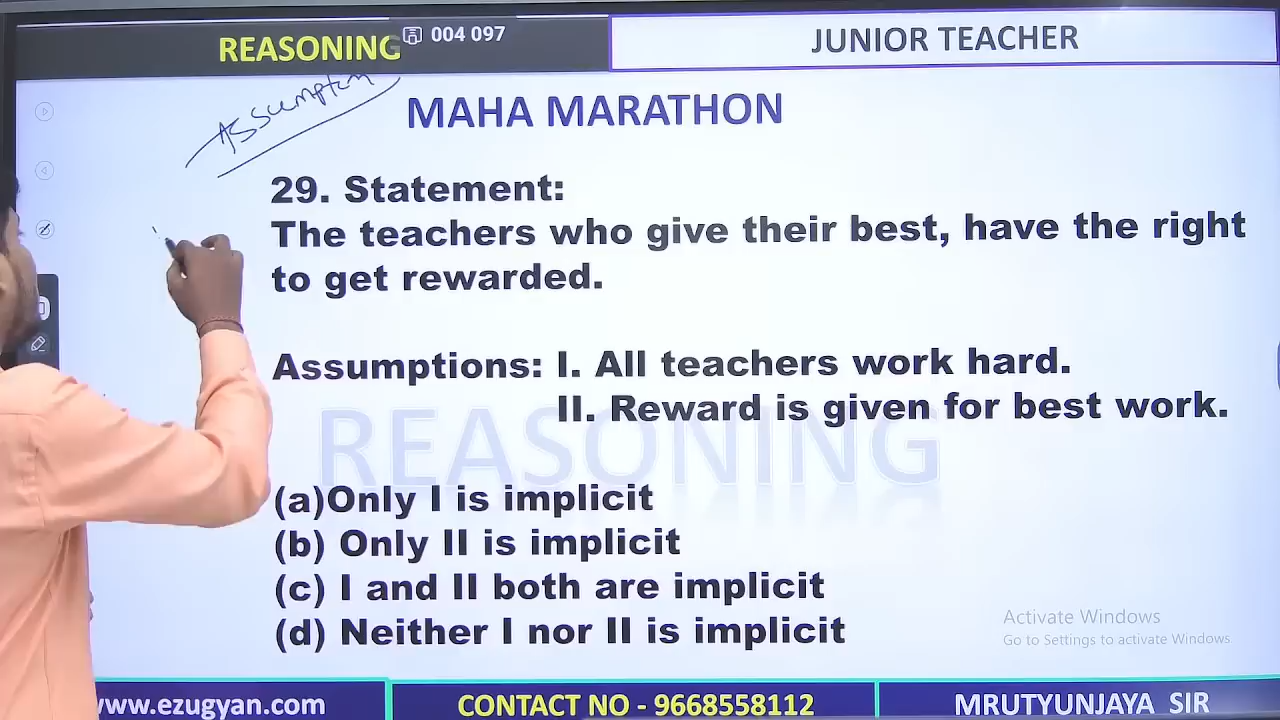 REASONING
004 097
JUNIOR TEACHER
Assumption
MAHA MARATHON
29. Statement:
The teachers who give their best, have the right
to get rewarded.
Assumptions: I. All teachers work hard.
II. Reward is given for best work.
REASONING
(a)Only I is implicit
(b) Only II is implicit
(c) I and II both are implicit
(d) Neither I nor II is implicit
Activate Windows
Go to Settings to activate Windows.
www.ezugyan.com
CONTACT NO - 9668558112
MRUTYUNJAYA SIR